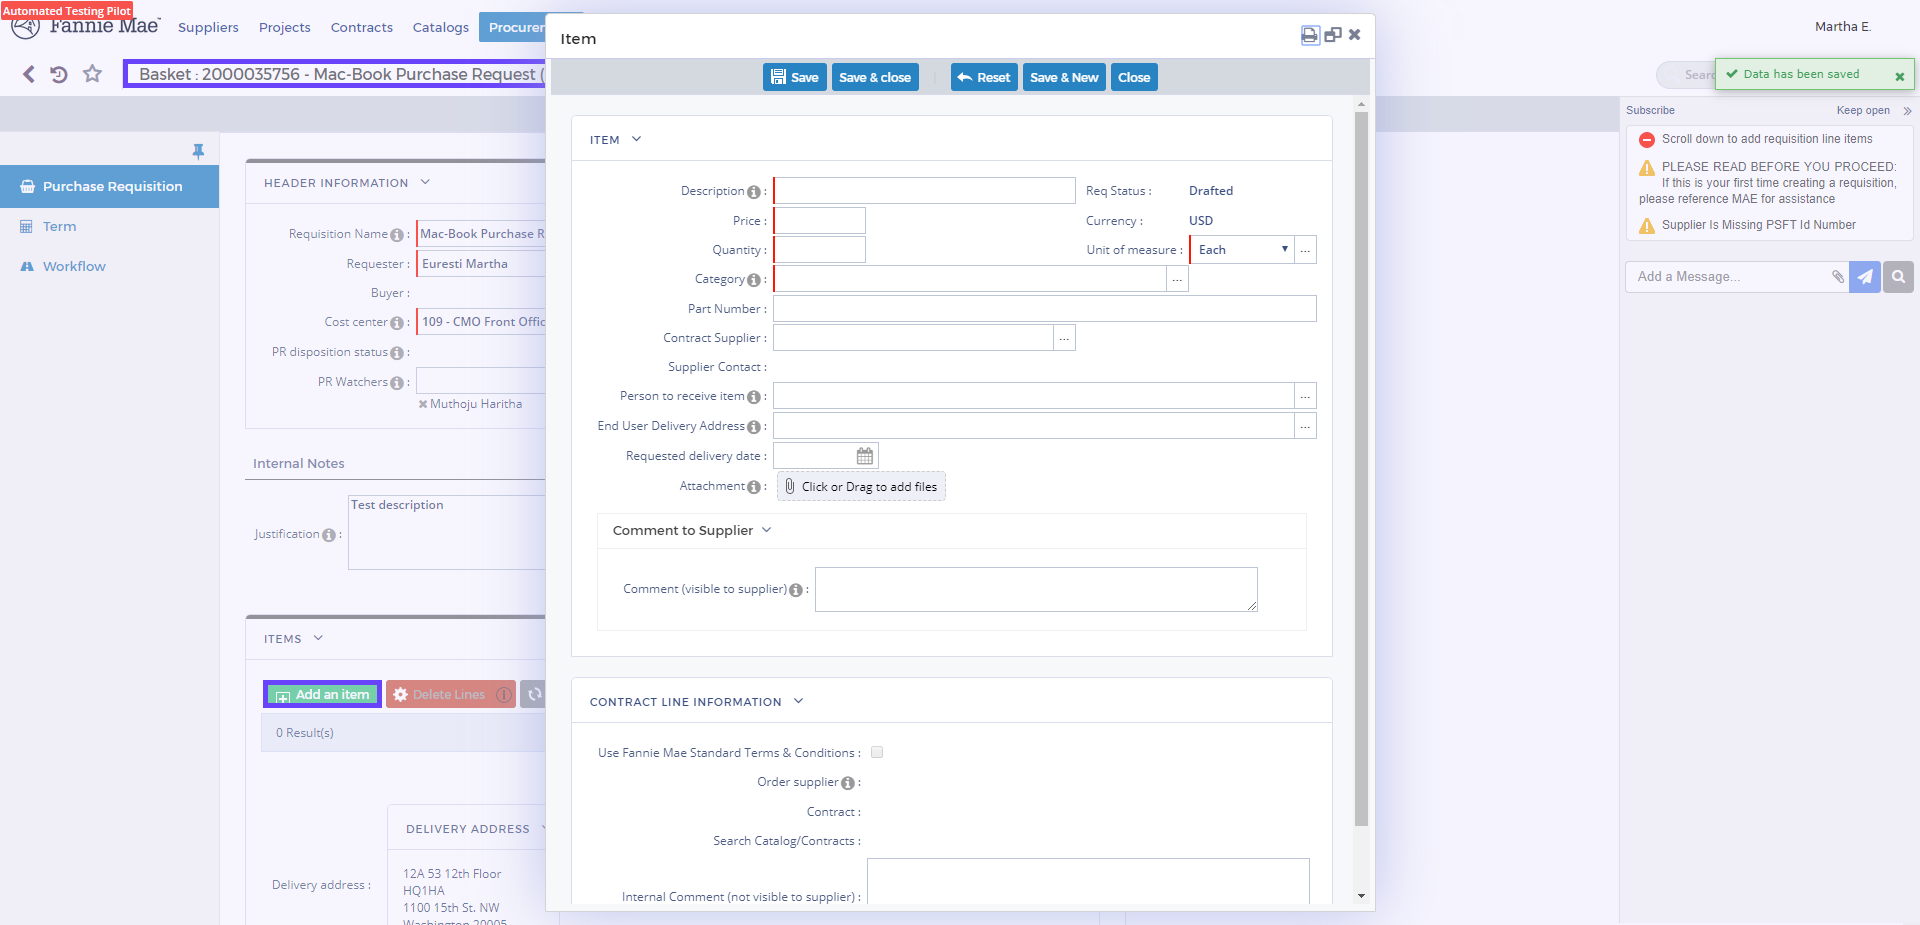 Automated Testing Pilot
Fannie Mae
Suppliers
Projects
Contracts
Catalogs
Procurer
Martha E.
Basket : 2000035756 - Mac-Book Purchase Request (
Sear
Data has been saved
Subscribe
Keep open
Scroll down to add requisition line items
PLEASE READ BEFORE YOU PROCEED:
If this is your first time creating a requisition,
please reference MAE for assistance
Supplier Is Missing PSFT Id Number
Add a Message...
Purchase Requisition
Term
Workflow
HEADER INFORMATION
Requisition Name :
Mac-Book Purchase R
Requester :
Euresti Martha
Buyer :
Cost center :
109 - CMO Front Offic
PR disposition status :
PR Watchers :
Muthoju Haritha
Internal Notes
Justification :
Test description
ITEMS
Add an item
Delete Lines
0 Result(s)
DELIVERY ADDRESS
Delivery address :
12A 53 12th Floor
HQ1HA
1100 15th St. NW
Washington 20005
Item
Save
Save & close
Reset
Save & New
Close
ITEM
Description :
Req Status :
Drafted
Price :
Currency :
USD
Quantity :
Unit of measure :
Each
...
Category :
...
Part Number :
Contract Supplier :
...
Supplier Contact :
Person to receive item :
...
End User Delivery Address :
...
Requested delivery date :
Attachment :
Click or Drag to add files
Comment to Supplier
Comment (visible to supplier) :
CONTRACT LINE INFORMATION
Use Fannie Mae Standard Terms & Conditions :
Order supplier :
Contract :
Search Catalog/Contracts :
Internal Comment (not visible to supplier) :